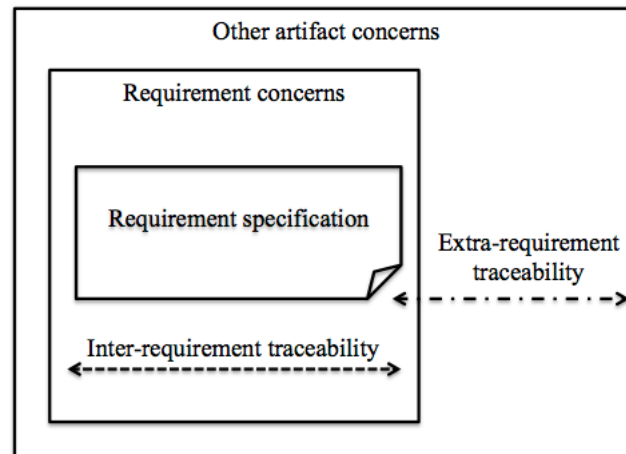 Other artifact concerns
Requirement concerns
Requirement specification
Extra-requirement
traceability
Inter-requirement traceability